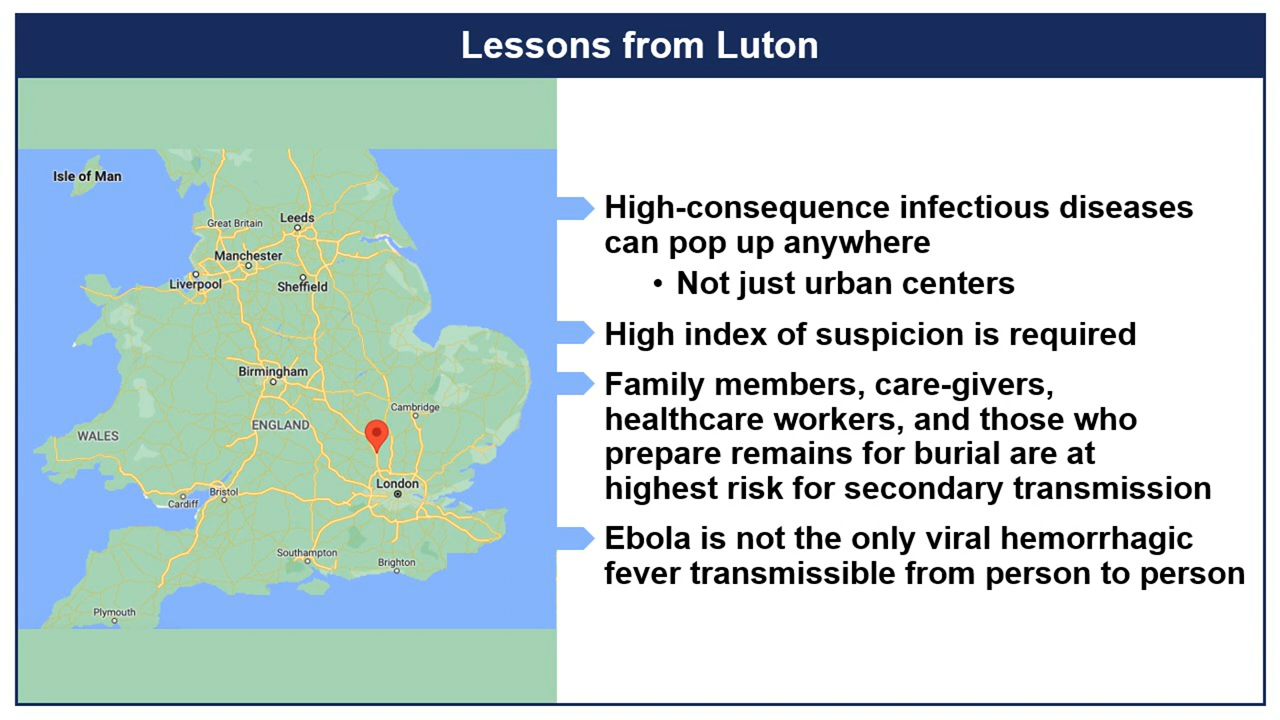 Lessons from Luton
Isle of Man
Great Britain
Leeds
Manchester
Liverpool
Sheffield
Birmingham
Cambridge
ENGLAND
WALES
London
Bristol
Cardiff
Southampton
Brighton
Plymouth
High-consequence infectious diseases
can pop up anywhere
• Not just urban centers
High index of suspicion is required
Family members, care-givers,
healthcare workers, and those who
prepare remains for burial are at
highest risk for secondary transmission
Ebola is not the only viral hemorrhagic
fever transmissible from person to person